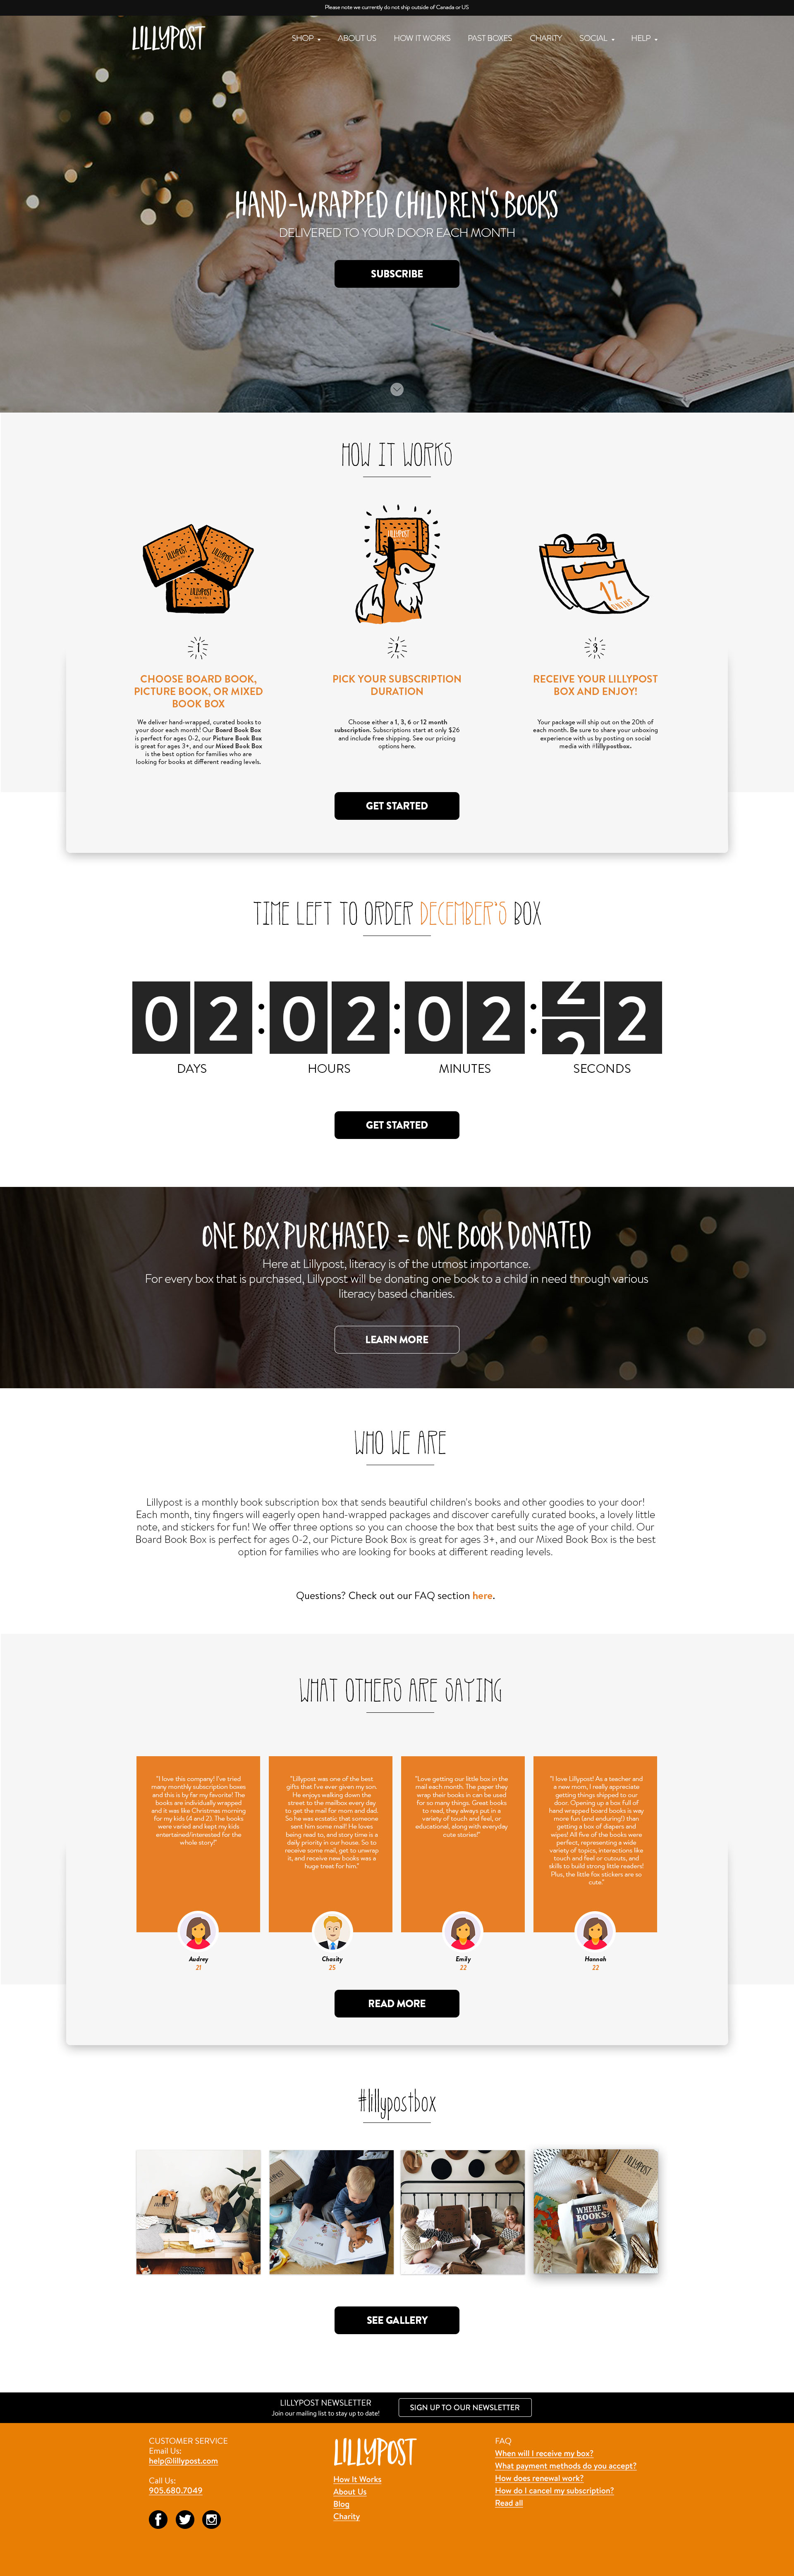 Please note we currently do not ship outside of Canada or US
LILLYPOST
SHOP
ABOUT US
HOW IT WORKS
PAST BOXES
CHARITY
SOCIAL
HELP
HAND-WRAPPED CHILDREN'S BOOKS
DELIVERED TO YOUR DOOR EACH MONTH
SUBSCRIBE
HOW IT WORKS
LILLYPOST
LILLYPOST
LILLYPOST
LILLYPOST
12
MONTHS
1
2
3
CHOOSE BOARD BOOK,
PICTURE BOOK, OR MIXED
BOOK BOX
We deliver hand-wrapped, curated books to
your door each month! Our Board Book Box
is perfect for ages 0-2, our Picture Book Box
is great for ages 3+, and our Mixed Book Box
is the best option for families who are
looking for books at different reading levels.
PICK YOUR SUBSCRIPTION
DURATION
Choose either a 1, 3, 6 or 12 month
subscription. Subscriptions start at only $26
and include free shipping. See our pricing
options here.
RECEIVE YOUR LILLYPOST
BOX AND ENJOY!
Your package will ship out on the 20th of
each month. Be sure to share your unboxing
experience with us by posting on social
media with #lillypostbox.
GET STARTED
TIME LEFT TO ORDER DECEMBER'S BOX
02:02:02:22
DAYS
HOURS
MINUTES
SECONDS
GET STARTED
ONE BOX PURCHASED = ONE BOOK DONATED
Here at Lillypost, literacy is of the utmost importance.
For every box that is purchased, Lillypost will be donating one book to a child in need through various
literacy based charities.
LEARN MORE
WHO WE ARE
Lillypost is a monthly book subscription box that sends beautiful children's books and other goodies to your door!
Each month, tiny fingers will eagerly open hand-wrapped packages and discover carefully curated books, a lovely little
note, and stickers for fun! We offer three options so you can choose the box that best suits the age of your child. Our
Board Book Box is perfect for ages 0-2, our Picture Book Box is great for ages 3+, and our Mixed Book Box is the best
option for families who are looking for books at different reading levels.
Questions? Check out our FAQ section here.
WHAT OTHERS ARE SAYING
"I love this company! I've tried
many monthly subscription boxes
and this is by far my favorite! The
books are individually wrapped
and it was like Christmas morning
for my kids (4 and 2). The books
were varied and kept my kids
entertained/interested for the
whole story!"
Audrey
21
"Lillypost was one of the best
gifts that I've ever given my son.
He enjoys walking down the
street to the mailbox every day
to get the mail for mom and dad.
So he was ecstatic that someone
sent him some mail! He loves
being read to, and story time is a
daily priority in our house. So to
receive some mail, get to unwrap
it, and receive new books was a
huge treat for him."
Chasity
25
"Love getting our little box in the
mail each month. The paper they
wrap their books in can be used
for so many things. Great books
to read, they always put in a
variety of touch and feel, or
educational, along with everyday
cute stories!"
Emily
22
"I love Lillypost! As a teacher and
a new mom, I really appreciate
getting things shipped to our
door. Opening up a box full of
hand wrapped board books is way
more fun (and enduring!) than
getting a box of diapers and
wipes! All five of the books were
perfect, representing a wide
variety of topics, interactions like
touch and feel or cutouts, and
skills to build strong little readers!
Plus, the little fox stickers are so
cute."
Hannah
22
READ MORE
#lillypostbox
LILLYPOST
WHERE
BOOKS?
SEE GALLERY
LILLYPOST NEWSLETTER
Join our mailing list to stay up to date!
SIGN UP TO OUR NEWSLETTER
CUSTOMER SERVICE
Email Us:
help@lillypost.com
Call Us:
905.680.7049
LILLYPOST
How It Works
About Us
Blog
Charity
FAQ
When will I receive my box?
What payment methods do you accept?
How does renewal work?
How do I cancel my subscription?
Read all